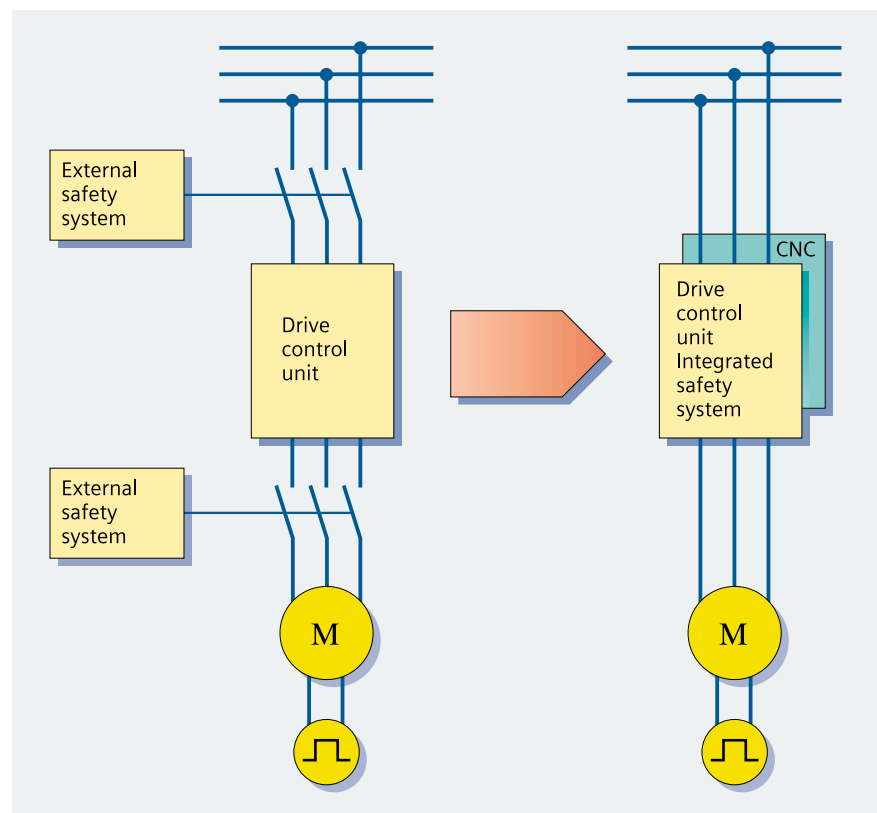 External
safety
system
Drive
control
unit
External
safety
system
M
CNC
Drive
control
unit
Integrated
safety
system
M